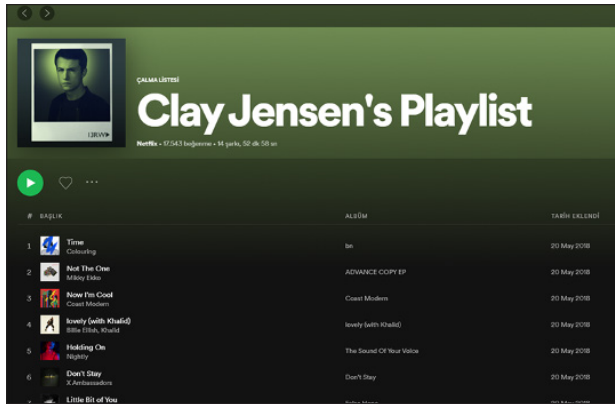 13RW
ÇALMA LİSTESİ
Clay Jensen's Playlist
Netflix • 17.543 beğenme • 14 şarkı, 52 dk 58 sn
# BAŞLIK ALBÜM TARİH EKLENDİ
1 Time bn 20 May 2018
Colouring
2 Not The One ADVANCE COPY EP 20 May 2018
Mikky Ekko
3 Now I'm Cool Coast Modern 20 May 2018
Coast Modern
4 lovely (with Khalid) lovely (with Khalid) 20 May 2018
Billie Eilish, Khalid
5 Holding On The Sound Of Your Voice 20 May 2018
Nightly
6 Don't Stay Don't Stay 20 May 2018
X Ambassadors
Little Bit of You